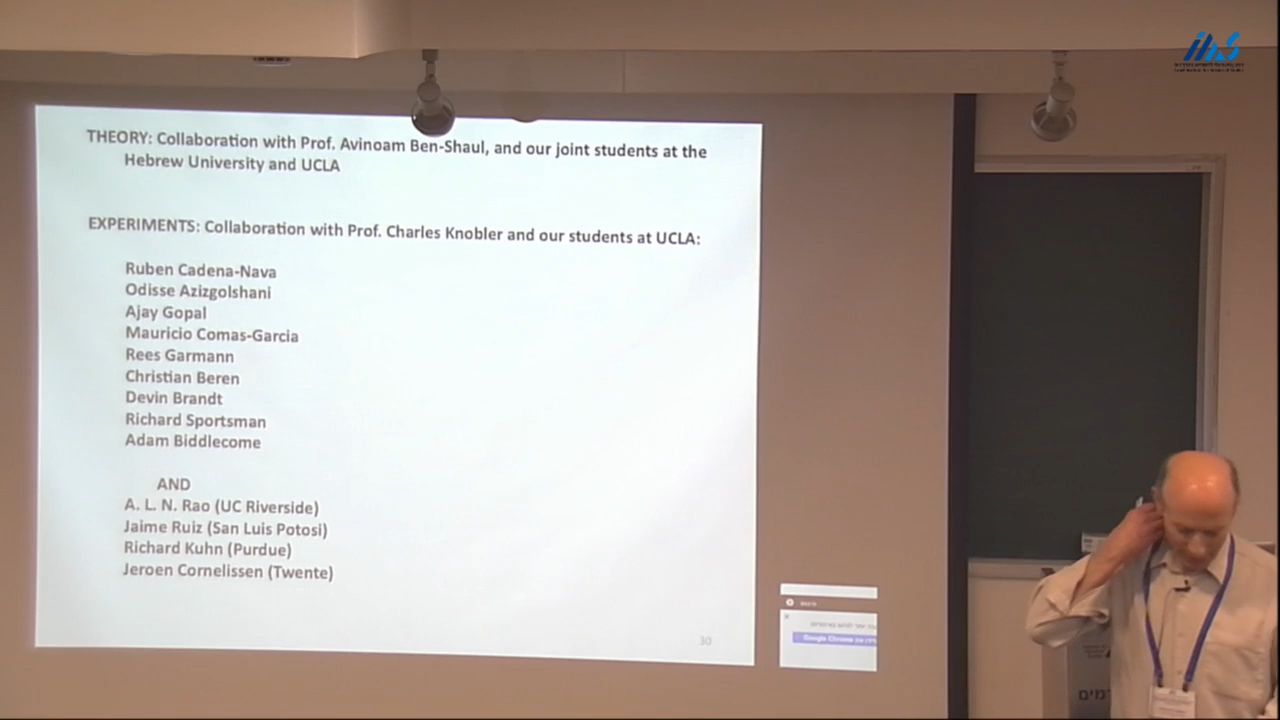 THEORY: Collaboration with Prof. Avinoam Ben-Shaul, and our joint students at the
Hebrew University and UCLA
EXPERIMENTS: Collaboration with Prof. Charles Knobler and our students at UCLA:
Ruben Cadena-Nava
Odisse Azizgolshani
Ajay Gopal
Mauricio Comas-Garcia
Rees Garmann
Christian Beren
Devin Brandt
Richard Sportsman
Adam Biddlecome
AND
A. L. N. Rao (UC Riverside)
Jaime Ruiz (San Luis Potosi)
Richard Kuhn (Purdue)
Jeroen Cornelissen (Twente)
30
Google Chrome